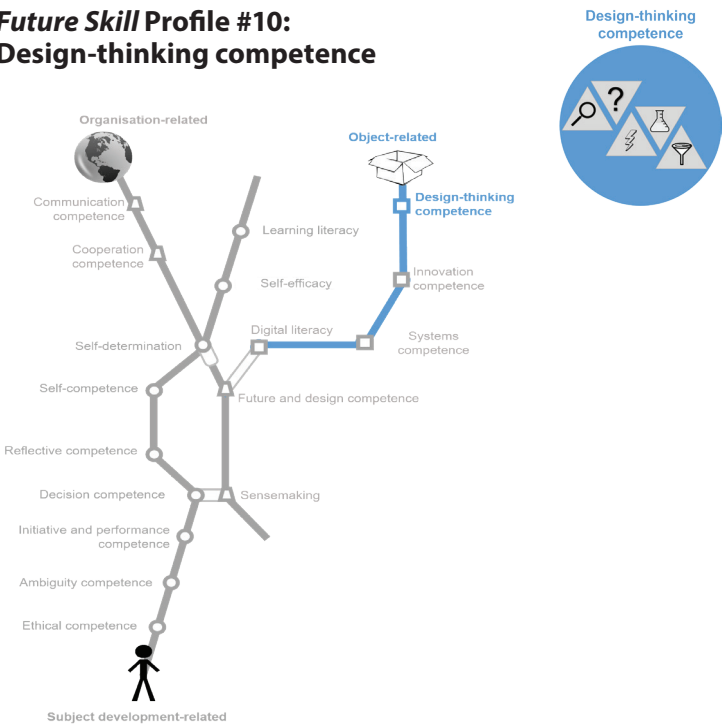 Future Skill Profile #10:
Design-thinking competence
Design-thinking
competence
?
Organisation-related
Object-related
Communication
competence
Design-thinking
competence
Learning literacy
Cooperation
competence
Innovation
competence
Self-efficacy
Digital literacy
Systems
competence
Self-determination
Self-competence
Future and design competence
Reflective competence
Decision competence
Sensemaking
Initiative and performance
competence
Ambiguity competence
Ethical competence
Subject development-related